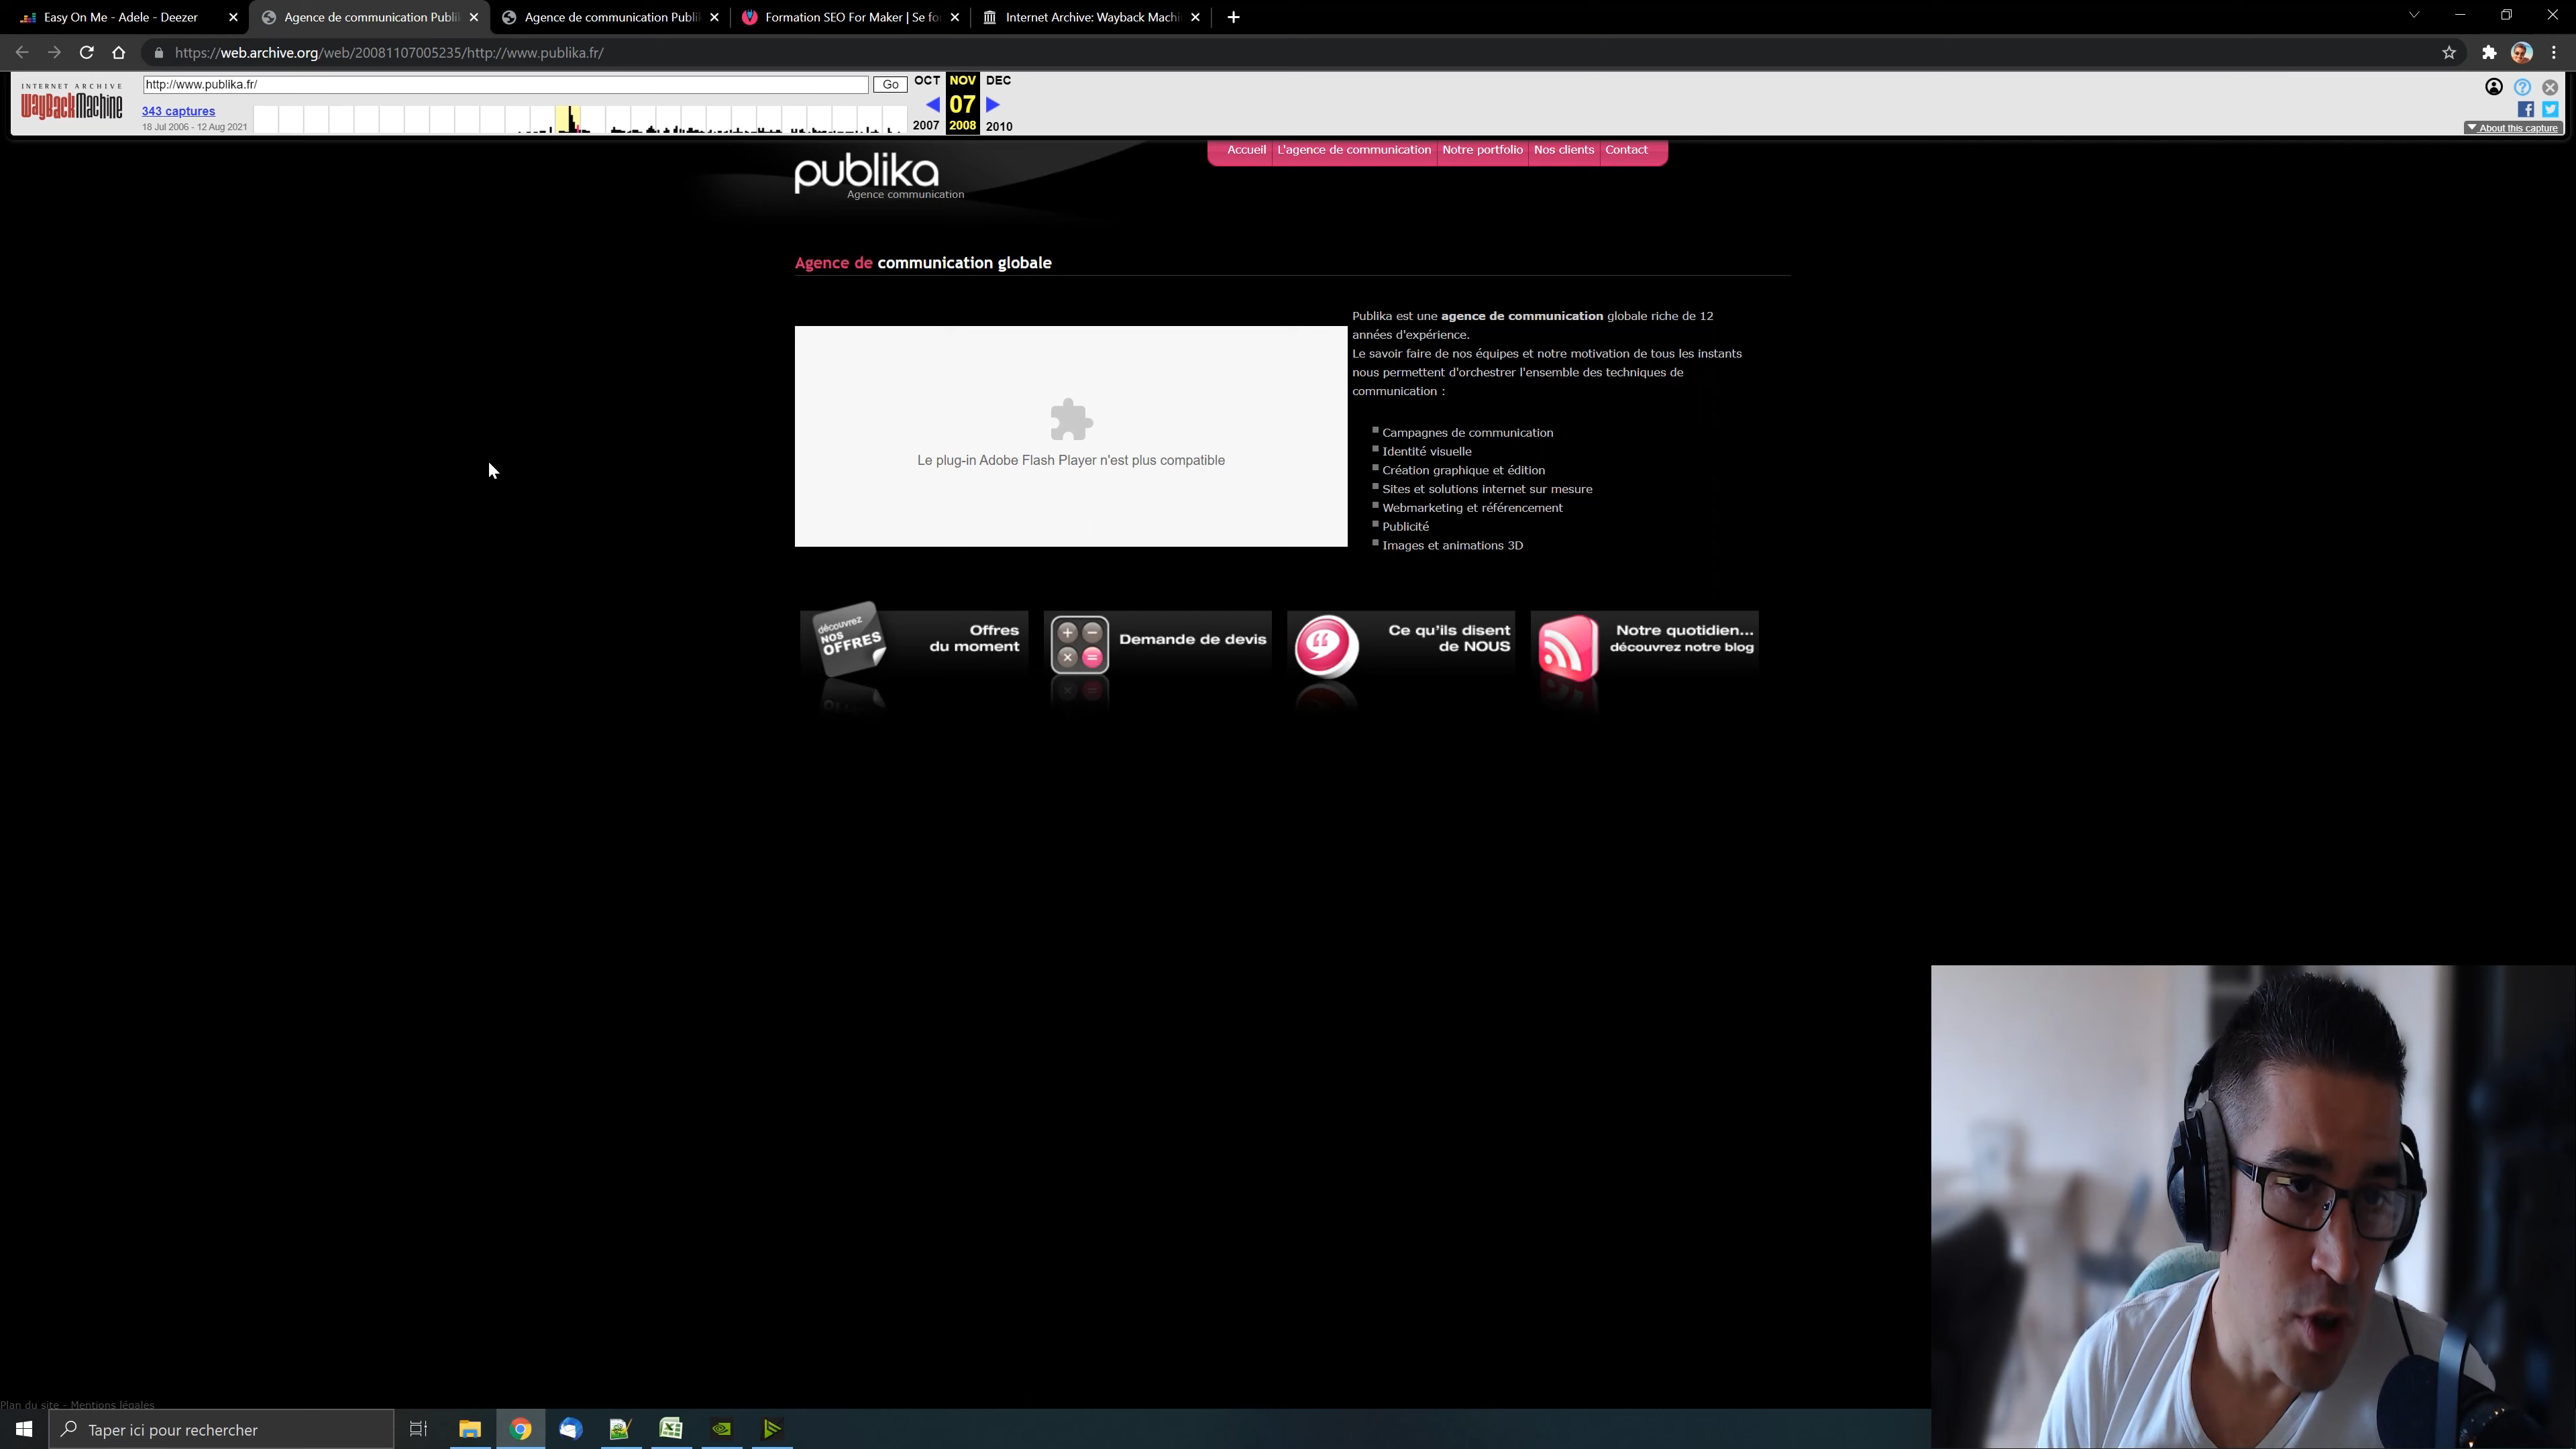 Easy On Me - Adele - Deezer
Agence de communication Publi
Agence de communication Publi
Formation SEO For Maker | Se fo
Internet Archive: Wayback Machi
https://web.archive.org/web/20081107005235/http://www.publika.fr/
INTERNET ARCHIVE
WayBackMachine
http://www.publika.fr/
Go
343 captures
18 Jul 2006 - 12 Aug 2021
OCT NOV DEC
07
2007 2008 2010
About this capture
publika
Agence communication
Accueil L'agence de communication Notre portfolio Nos clients Contact
Agence de communication globale
Le plug-in Adobe Flash Player n'est plus compatible
Publika est une agence de communication globale riche de 12
années d'expérience.
Le savoir faire de nos équipes et notre motivation de tous les instants
nous permettent d'orchestrer l'ensemble des techniques de
communication :
Campagnes de communication
Identité visuelle
Création graphique et édition
Sites et solutions internet sur mesure
Webmarketing et référencement
Publicité
Images et animations 3D
découvrez
NOS
OFFRES
Offres
du moment
Demande de devis
Ce qu'ils disent
de NOUS
Notre quotidien...
découvrez notre blog
Plan du site - Mentions légales
Taper ici pour rechercher